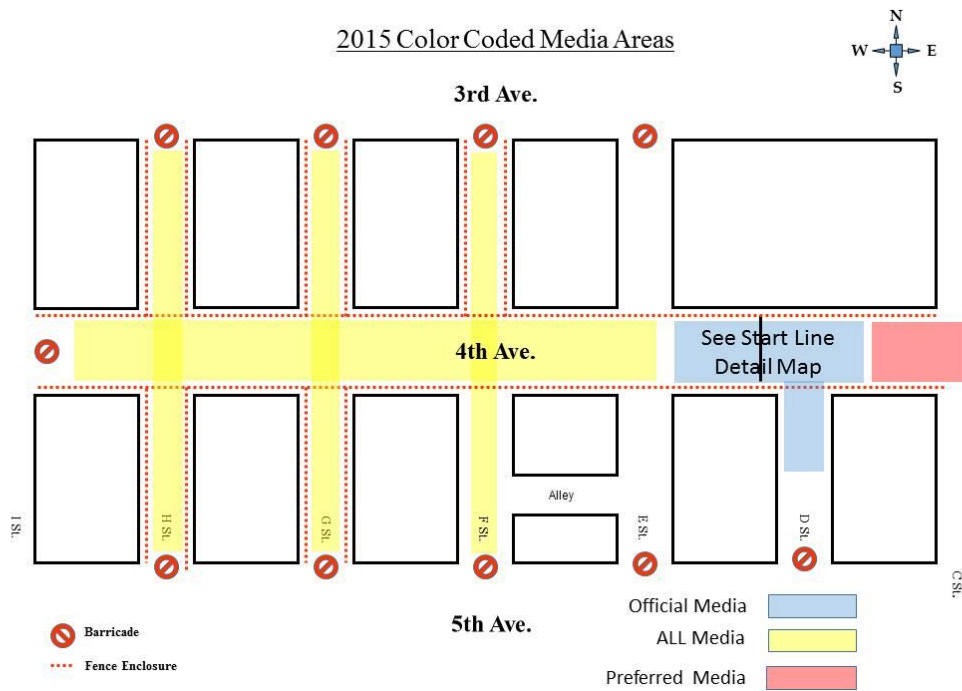 2015 Color Coded Media Areas
N
W
E
S
3rd Ave.
4th Ave.
See Start Line
Detail Map
Alley
I St.
H St.
G St.
F St.
E St.
D St.
C St.
5th Ave.
Barricade
Fence Enclosure
Official Media
ALL Media
Preferred Media